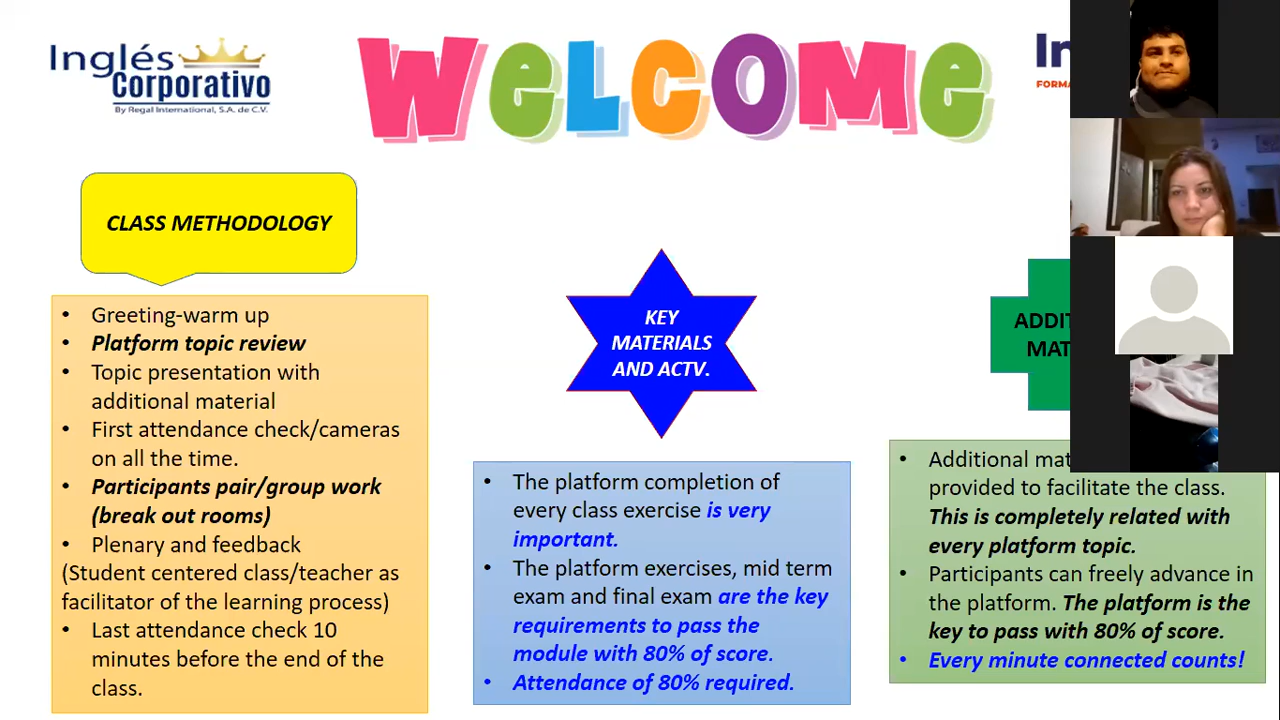 Inglés
Corporativo
By Regal International, S.A. de C.V.
WeLCOMe
In
FORMA
CLASS METHODOLOGY
• Greeting-warm up
• Platform topic review
• Topic presentation with
additional material
• First attendance check/cameras
on all the time.
• Participants pair/group work
(break out rooms)
• Plenary and feedback
(Student centered class/teacher as
facilitator of the learning process)
• Last attendance check 10
minutes before the end of the
class.
KEY
MATERIALS
AND ACTV.
• The platform completion of
every class exercise is very
important.
• The platform exercises, mid term
exam and final exam are the key
requirements to pass the
module with 80% of score.
• Attendance of 80% required.
ADDIT
MAT
• Additional mat
provided to facilitate the class.
This is completely related with
every platform topic.
• Participants can freely advance in
the platform. The platform is the
key to pass with 80% of score.
• Every minute connected counts!